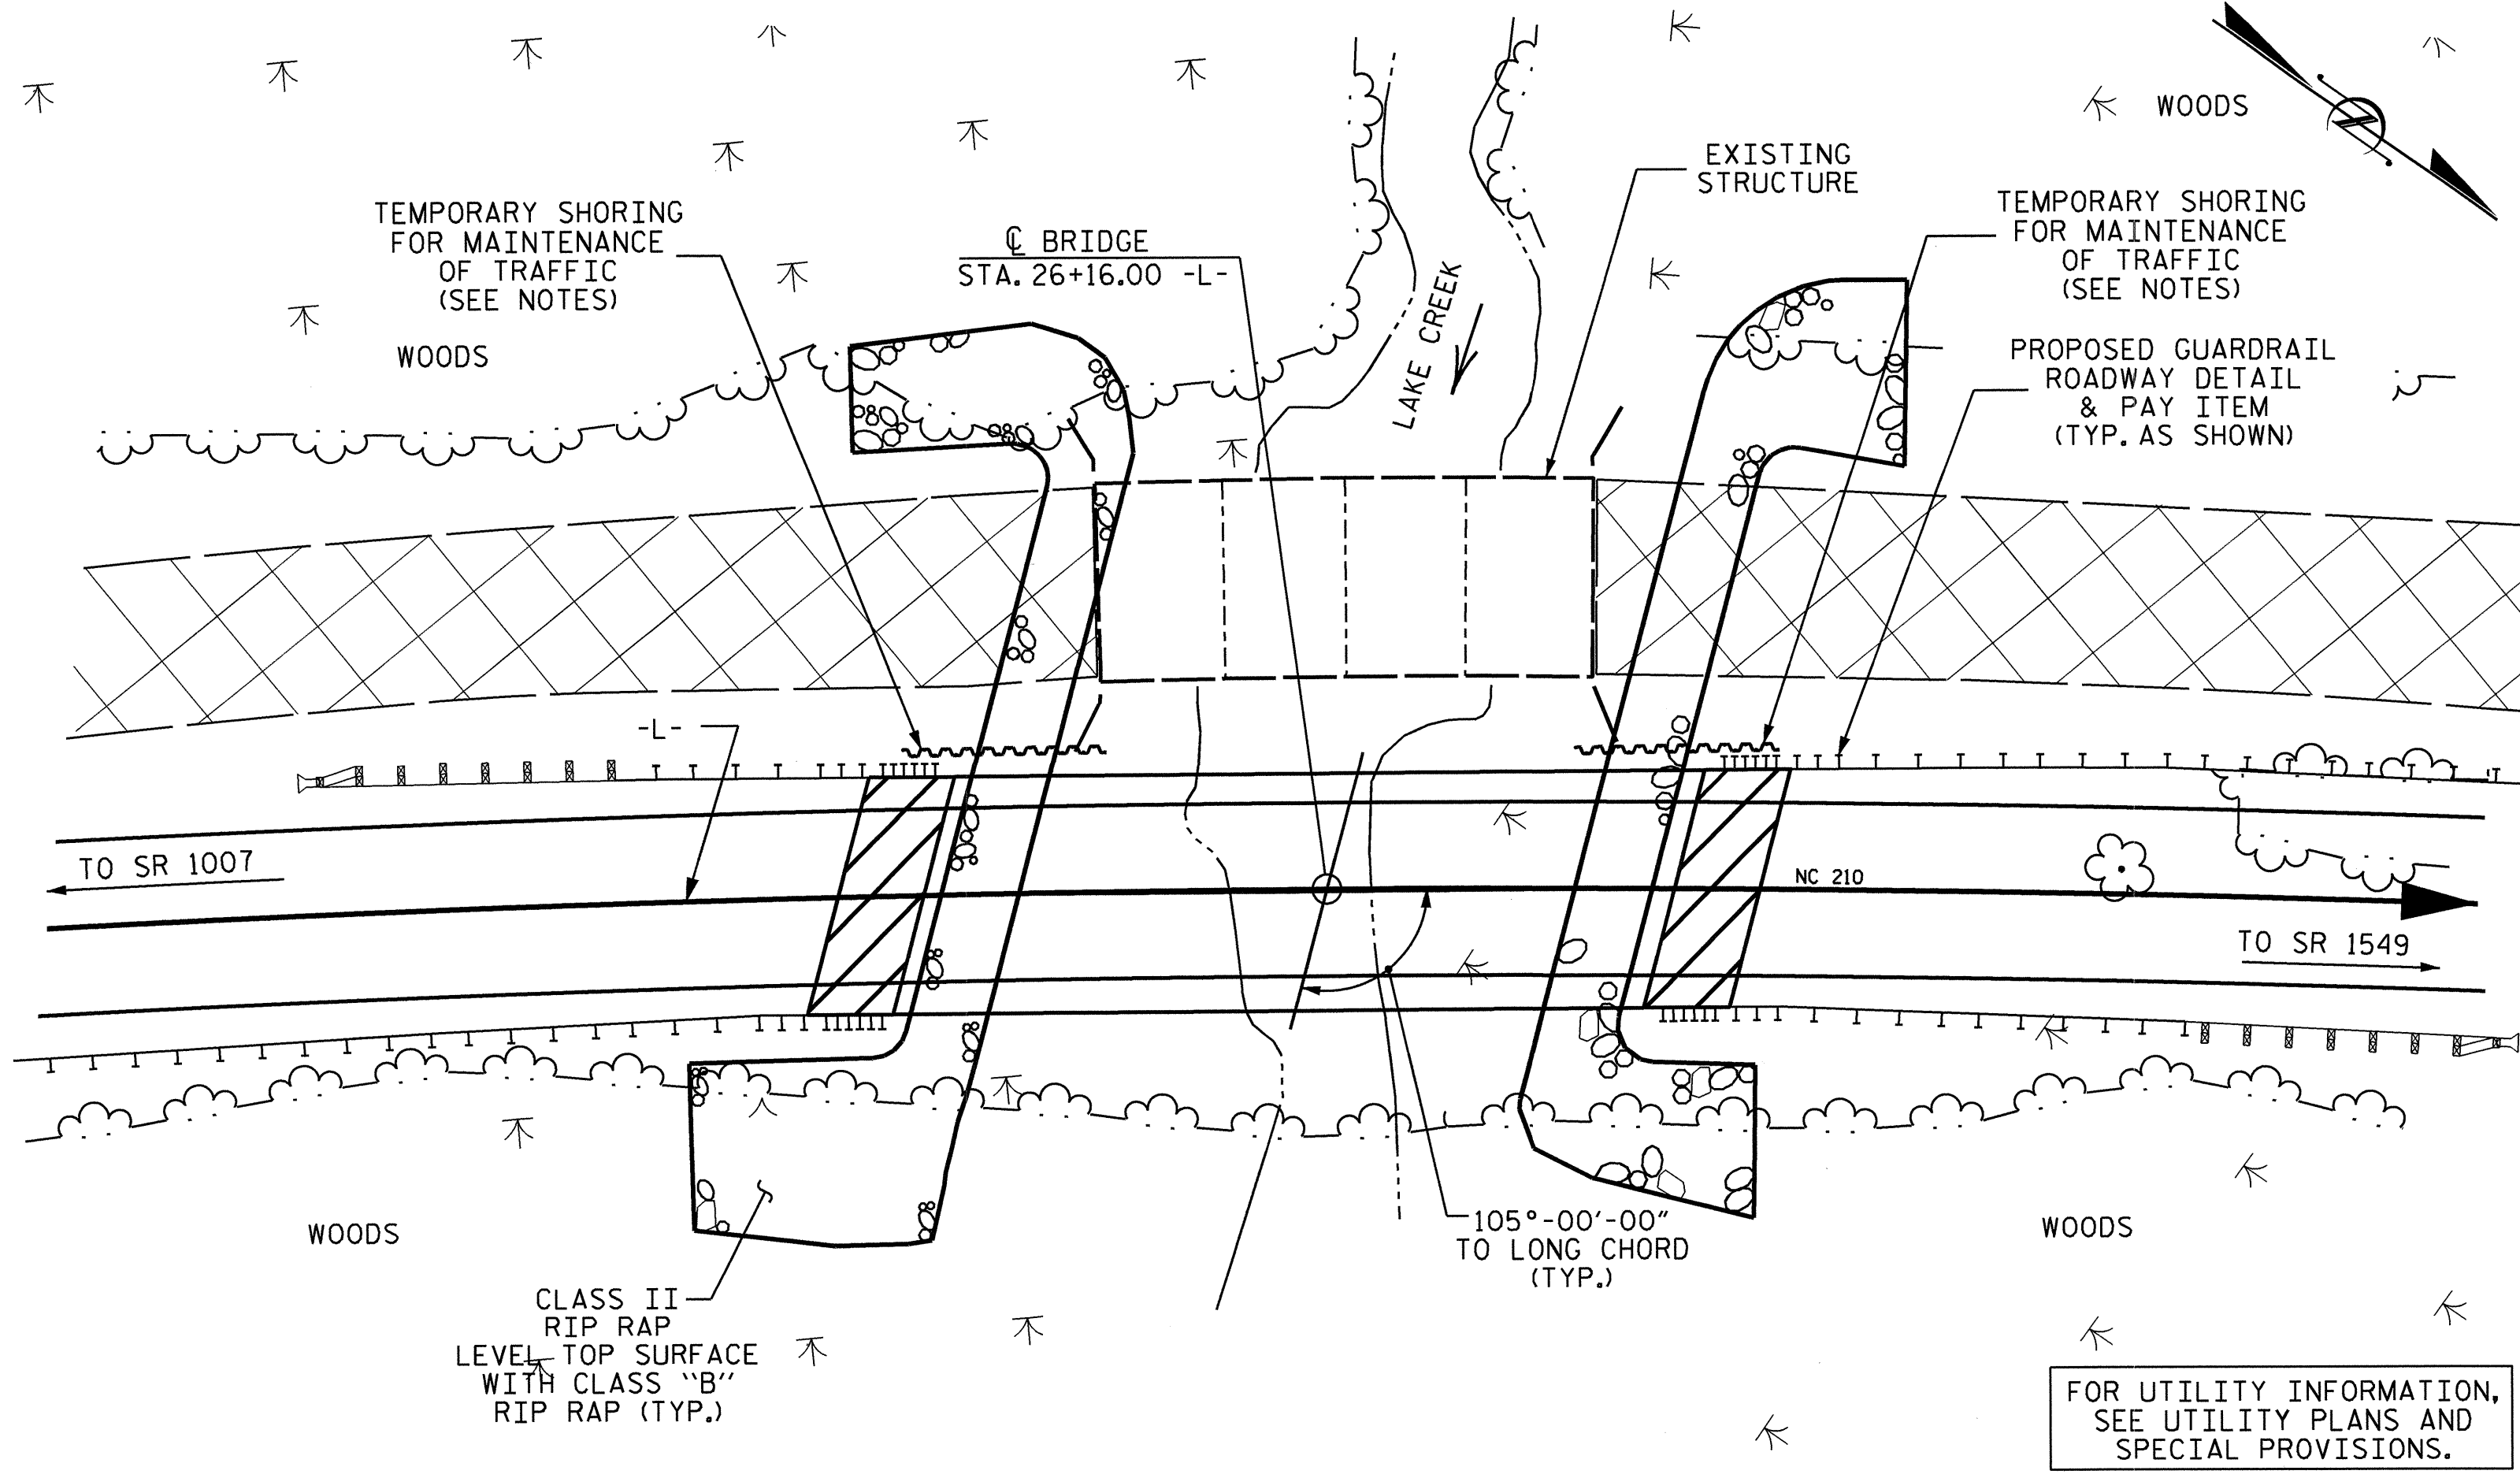 WOODS
EXISTING
STRUCTURE
TEMPORARY SHORING
FOR MAINTENANCE
OF TRAFFIC
(SEE NOTES)
TEMPORARY SHORING
FOR MAINTENANCE
OF TRAFFIC
(SEE NOTES)
℄ BRIDGE
STA. 26+16.00 -L-
LAKE CREEK
WOODS
PROPOSED GUARDRAIL
ROADWAY DETAIL
& PAY ITEM
(TYP. AS SHOWN)
-L-
TO SR 1007
NC 210
TO SR 1549
WOODS
105°-00'-00"
TO LONG CHORD
(TYP.)
WOODS
CLASS II
RIP RAP
LEVEL TOP SURFACE
WITH CLASS "B"
RIP RAP (TYP.)
FOR UTILITY INFORMATION,
SEE UTILITY PLANS AND
SPECIAL PROVISIONS.